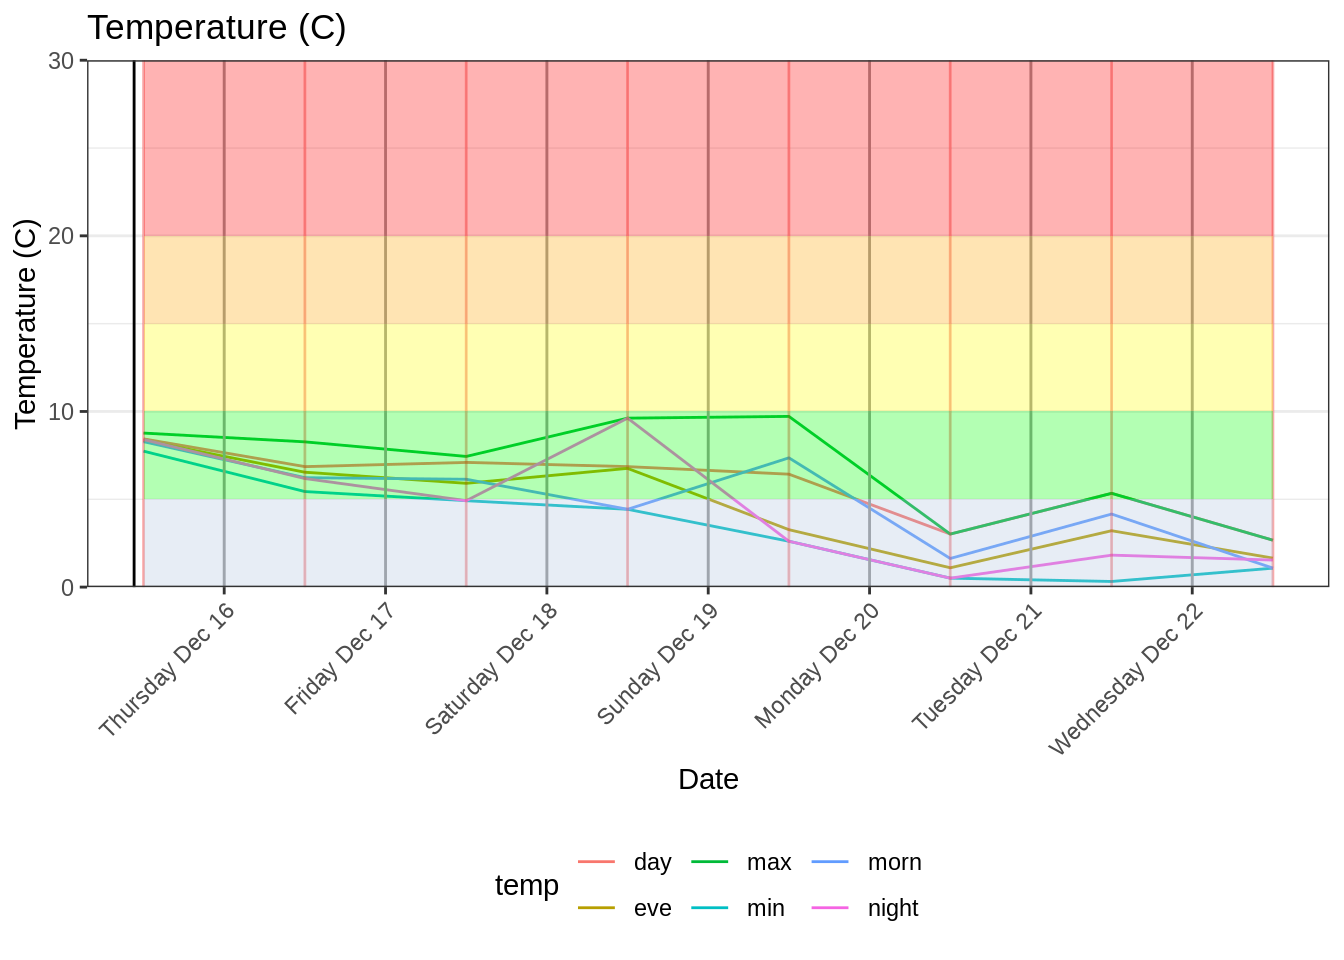 Temperature (C)
30
20
10
0
Temperature (C)
Thursday Dec 16
Friday Dec 17
Saturday Dec 18
Sunday Dec 19
Monday Dec 20
Tuesday Dec 21
Wednesday Dec 22
Date
temp
day
max
morn
eve
min
night